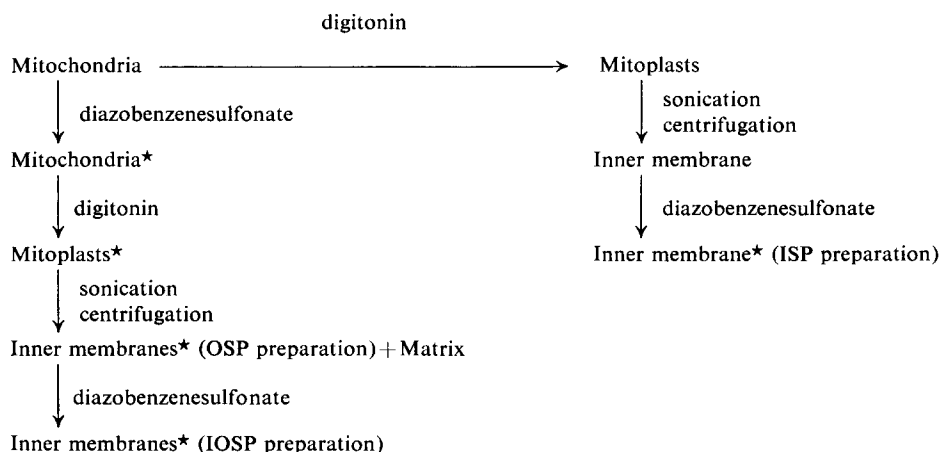 digitonin
Mitochondria
Mitoplasts
diazobenzenesulfonate
Mitochondria★
digitonin
Mitoplasts★
sonication
centrifugation
Inner membranes★ (OSP preparation) + Matrix
diazobenzenesulfonate
Inner membranes★ (IOSP preparation)
sonication
centrifugation
Inner membrane
diazobenzenesulfonate
Inner membrane★ (ISP preparation)